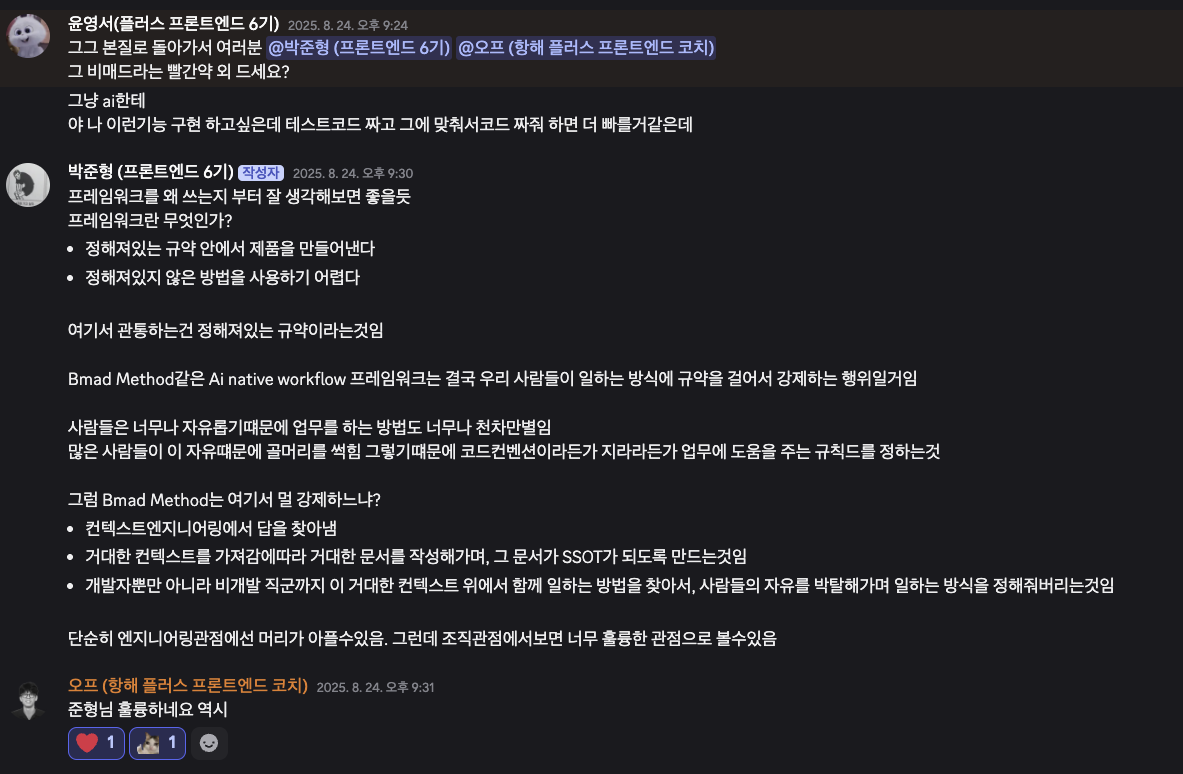 윤영서(플러스 프론트엔드 6기) 2025. 8. 24. 오후 9:24
그그 본질로 돌아가서 여러분 @박준형 (프론트엔드 6기) @오프 (항해 플러스 프론트엔드 코치)
그 비매드라는 빨간약 외 드세요?
그냥 ai한테
야 나 이런기능 구현 하고싶은데 테스트코드 짜고 그에 맞춰서코드 짜줘 하면 더 빠를거같은데
박준형 (프론트엔드 6기) 작성자 2025. 8. 24. 오후 9:30
프레임워크를 왜 쓰는지 부터 잘 생각해보면 좋을듯
프레임워크란 무엇인가?
• 정해져있는 규약 안에서 제품을 만들어낸다
• 정해져있지 않은 방법을 사용하기 어렵다
여기서 관통하는건 정해져있는 규약이라는것임
Bmad Method같은 Ai native workflow 프레임워크는 결국 우리 사람들이 일하는 방식에 규약을 걸어서 강제하는 행위일거임
사람들은 너무나 자유롭기떄문에 업무를 하는 방법도 너무나 천차만별임
많은 사람들이 이 자유떄문에 골머리를 썩힘 그렇기떄문에 코드컨벤션이라든가 지라라든가 업무에 도움을 주는 규칙드를 정하는것
그럼 Bmad Method는 여기서 멀 강제하느냐?
• 컨텍스트엔지니어링에서 답을 찾아냄
• 거대한 컨텍스트를 가져감에따라 거대한 문서를 작성해가며, 그 문서가 SSOT가 되도록 만드는것임
• 개발자뿐만 아니라 비개발 직군까지 이 거대한 컨텍스트 위에서 함께 일하는 방법을 찾아서, 사람들의 자유를 박탈해가며 일하는 방식을 정해줘버리는것임
단순히 엔지니어링관점에선 머리가 아플수있음. 그런데 조직관점에서보면 너무 훌륭한 관점으로 볼수있음
오프 (항해 플러스 프론트엔드 코치) 2025. 8. 24. 오후 9:31
준형님 훌륭하네요 역시
1 1